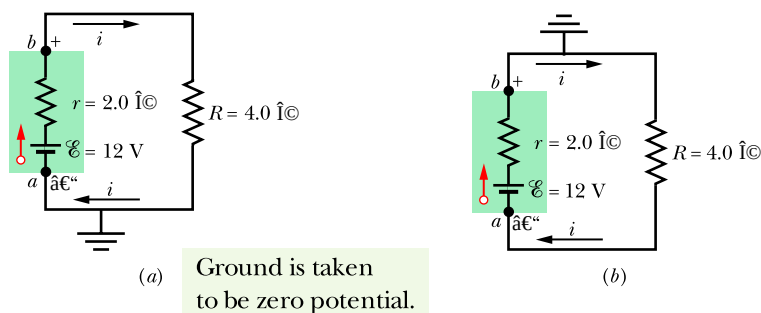 b +
i
r = 2.0 Î©
R = 4.0 Î©
ℰ = 12 V
a â€“
i
(a)
Ground is taken
to be zero potential.
b +
i
r = 2.0 Î©
R = 4.0 Î©
ℰ = 12 V
a â€“
i
(b)